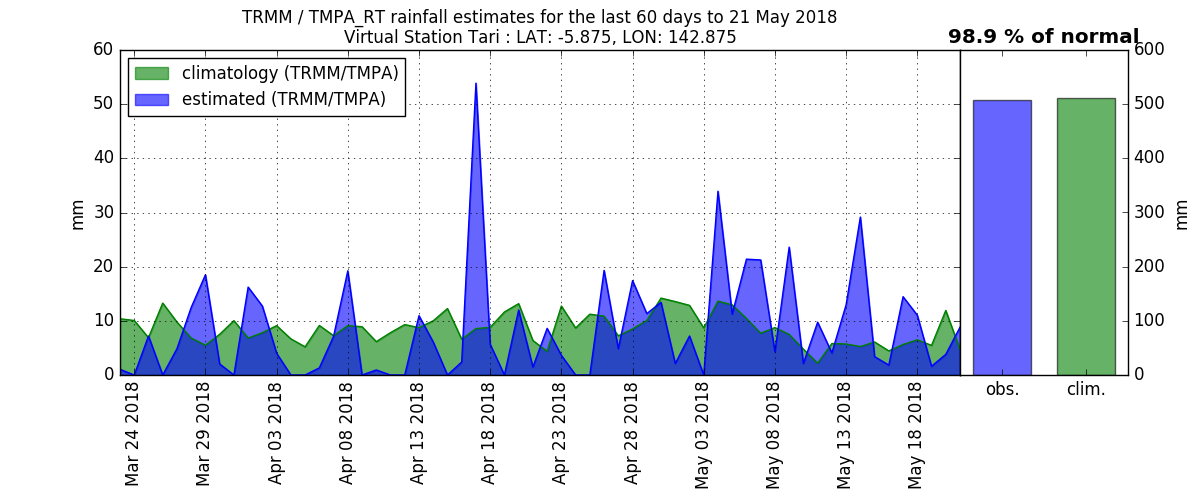 TRMM / TMPA_RT rainfall estimates for the last 60 days to 21 May 2018
Virtual Station Tari : LAT: -5.875, LON: 142.875
98.9 % of normal
climatology (TRMM/TMPA)
estimated (TRMM/TMPA)
mm
60
50
40
30
20
10
0
Mar 24 2018
Mar 29 2018
Apr 03 2018
Apr 08 2018
Apr 13 2018
Apr 18 2018
Apr 23 2018
Apr 28 2018
May 03 2018
May 08 2018
May 13 2018
May 18 2018
obs.
clim.
600
500
400
300
200
100
0
mm